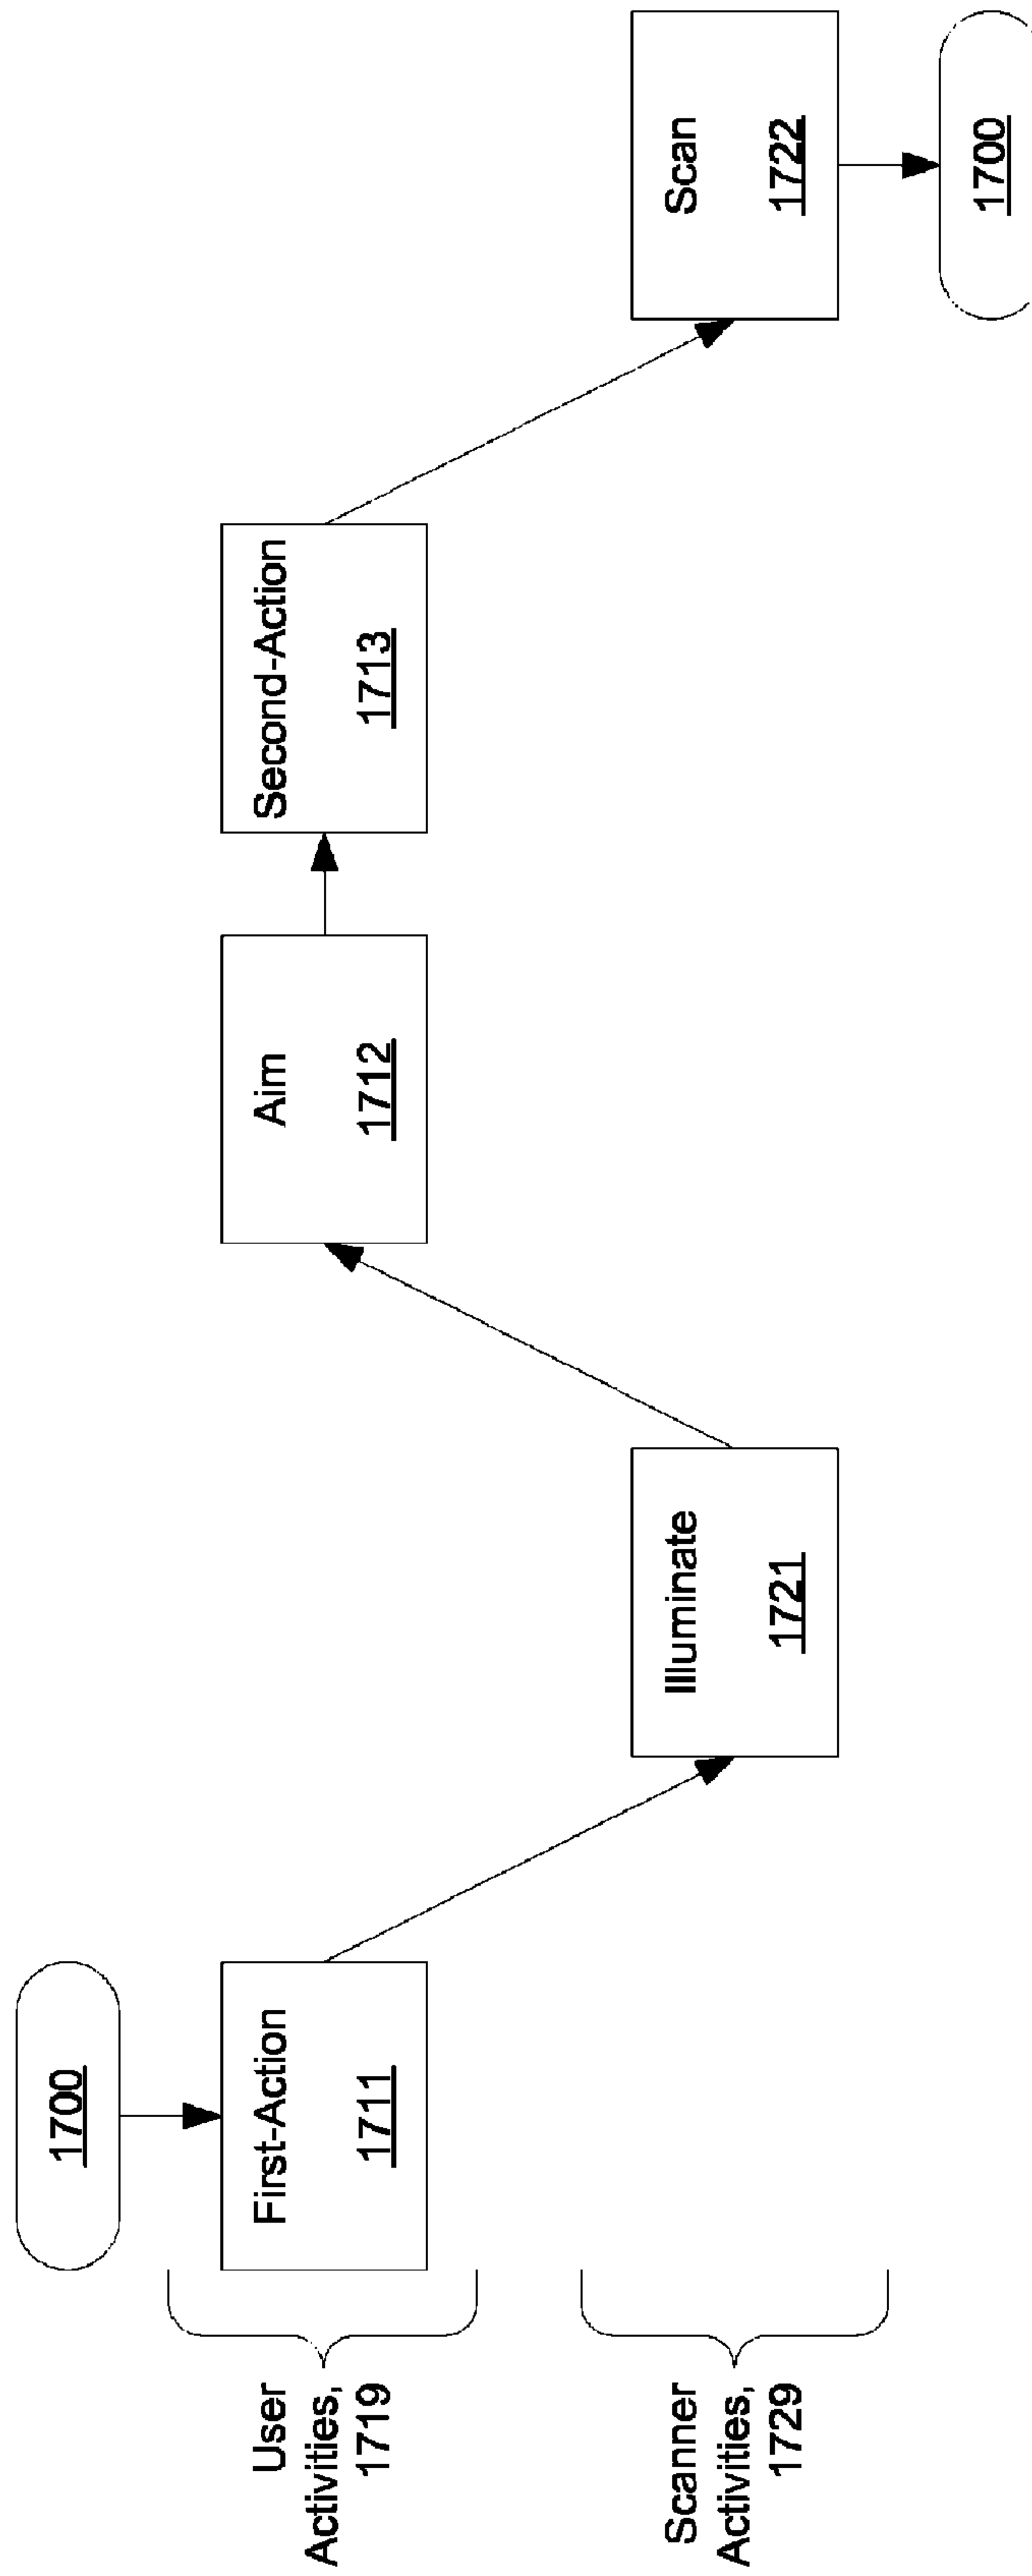 1700
User
Activities,
1719
First-Action
1711
Aim
1712
Second-Action
1713
Scanner
Activities,
1729
Illuminate
1721
Scan
1722
1700